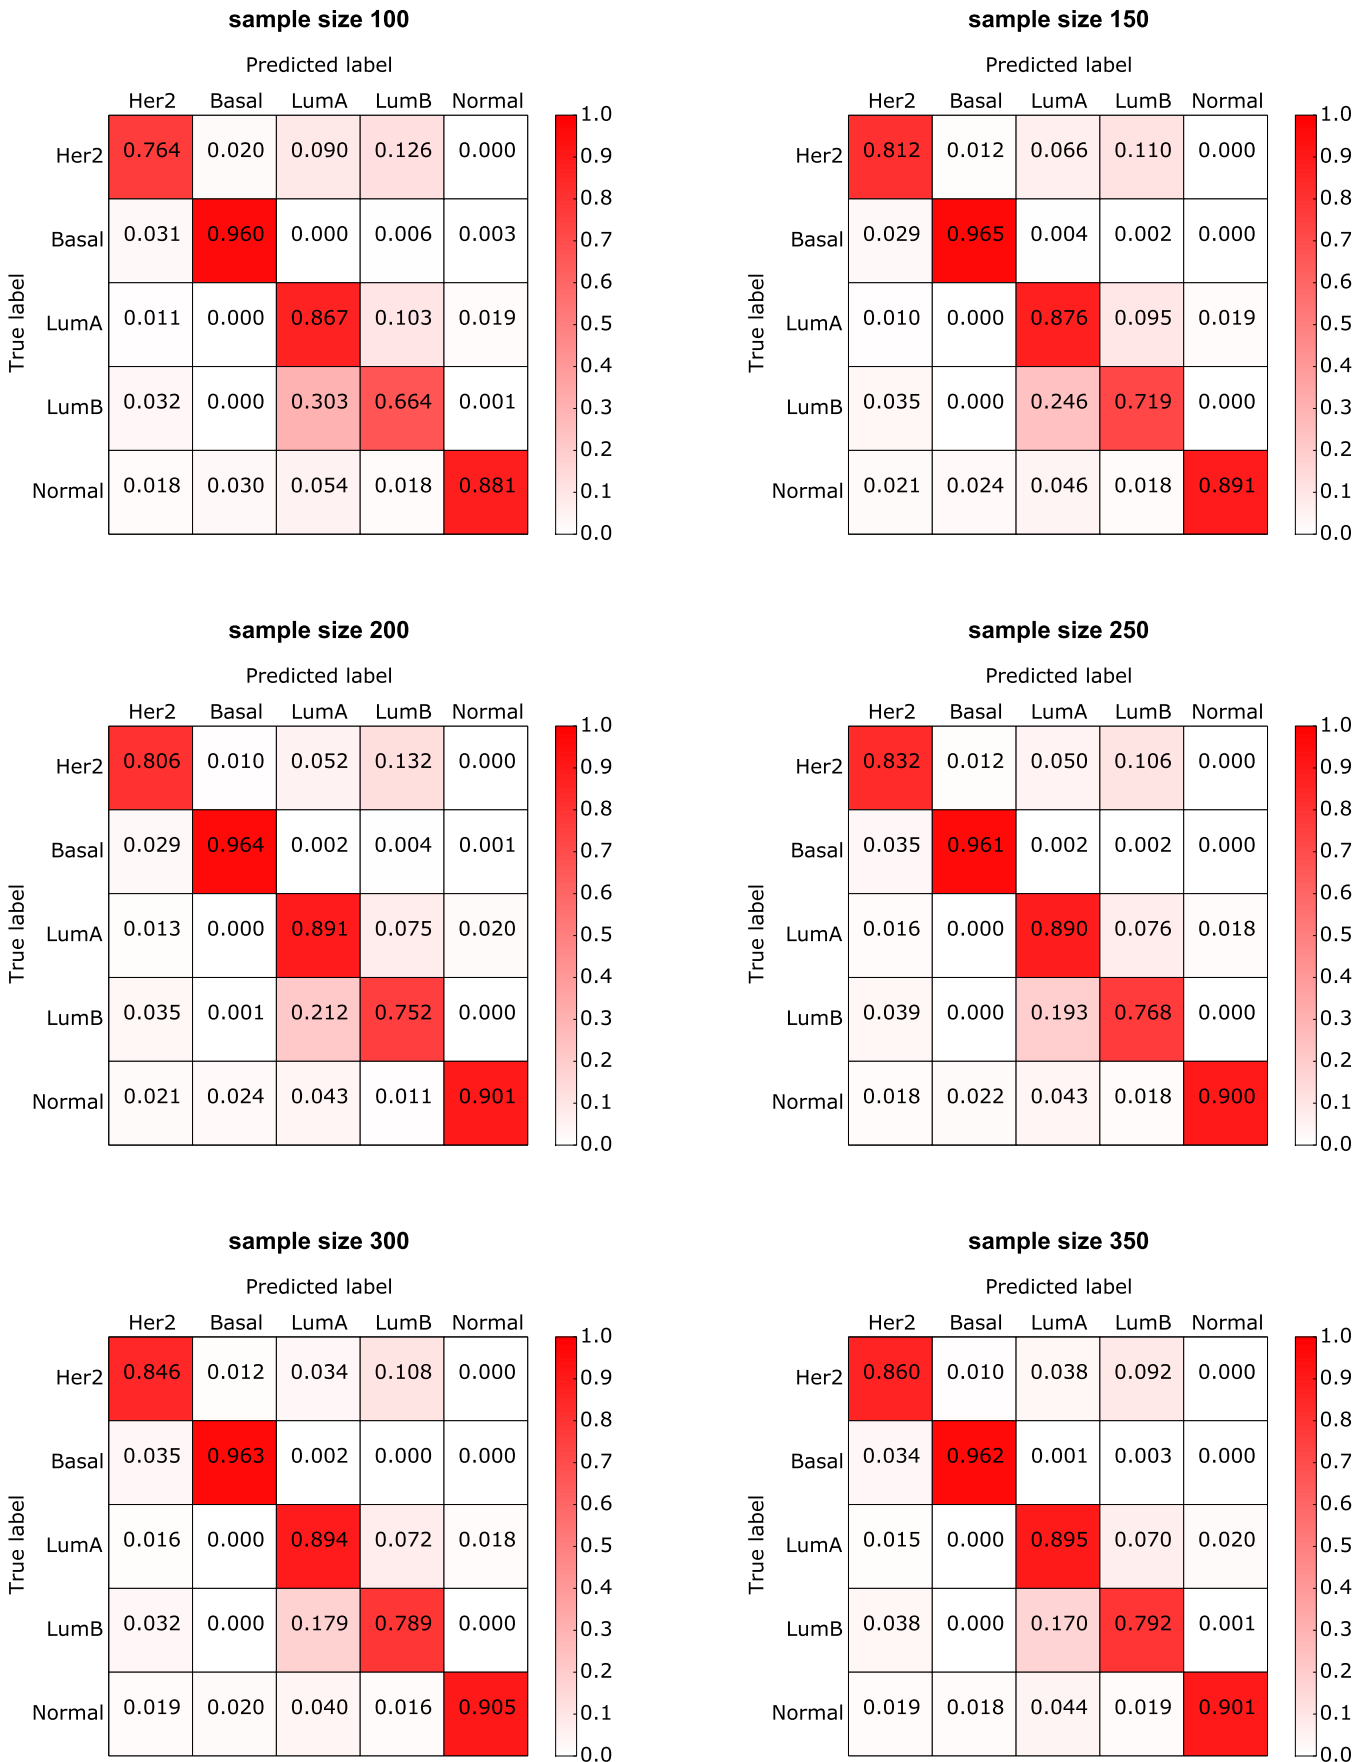 sample size 100
Predicted label
Her2 Basal LumA LumB Normal
True label
Her2 0.764 0.020 0.090 0.126 0.000
Basal 0.031 0.960 0.000 0.006 0.003
LumA 0.011 0.000 0.867 0.103 0.019
LumB 0.032 0.000 0.303 0.664 0.001
Normal 0.018 0.030 0.054 0.018 0.881
1.0
0.9
0.8
0.7
0.6
0.5
0.4
0.3
0.2
0.1
0.0
sample size 150
Predicted label
Her2 Basal LumA LumB Normal
True label
Her2 0.812 0.012 0.066 0.110 0.000
Basal 0.029 0.965 0.004 0.002 0.000
LumA 0.010 0.000 0.876 0.095 0.019
LumB 0.035 0.000 0.246 0.719 0.000
Normal 0.021 0.024 0.046 0.018 0.891
1.0
0.9
0.8
0.7
0.6
0.5
0.4
0.3
0.2
0.1
0.0
sample size 200
Predicted label
Her2 Basal LumA LumB Normal
True label
Her2 0.806 0.010 0.052 0.132 0.000
Basal 0.029 0.964 0.002 0.004 0.001
LumA 0.013 0.000 0.891 0.075 0.020
LumB 0.035 0.001 0.212 0.752 0.000
Normal 0.021 0.024 0.043 0.011 0.901
1.0
0.9
0.8
0.7
0.6
0.5
0.4
0.3
0.2
0.1
0.0
sample size 250
Predicted label
Her2 Basal LumA LumB Normal
True label
Her2 0.832 0.012 0.050 0.106 0.000
Basal 0.035 0.961 0.002 0.002 0.000
LumA 0.016 0.000 0.890 0.076 0.018
LumB 0.039 0.000 0.193 0.768 0.000
Normal 0.018 0.022 0.043 0.018 0.900
1.0
0.9
0.8
0.7
0.6
0.5
0.4
0.3
0.2
0.1
0.0
sample size 300
Predicted label
Her2 Basal LumA LumB Normal
True label
Her2 0.846 0.012 0.034 0.108 0.000
Basal 0.035 0.963 0.002 0.000 0.000
LumA 0.016 0.000 0.894 0.072 0.018
LumB 0.032 0.000 0.179 0.789 0.000
Normal 0.019 0.020 0.040 0.016 0.905
1.0
0.9
0.8
0.7
0.6
0.5
0.4
0.3
0.2
0.1
0.0
sample size 350
Predicted label
Her2 Basal LumA LumB Normal
True label
Her2 0.860 0.010 0.038 0.092 0.000
Basal 0.034 0.962 0.001 0.003 0.000
LumA 0.015 0.000 0.895 0.070 0.020
LumB 0.038 0.000 0.170 0.792 0.001
Normal 0.019 0.018 0.044 0.019 0.901
1.0
0.9
0.8
0.7
0.6
0.5
0.4
0.3
0.2
0.1
0.0